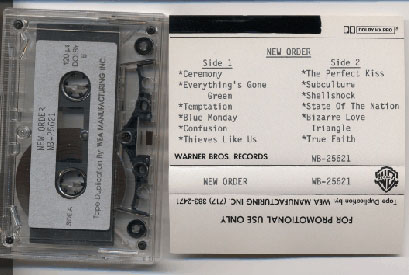 NEW ORDER
WB-25621
SIDE A
120 µs
Tape Duplication by WEA MANUFACTURING INC.
NEW ORDER
Side 1
*Ceremony
*Everything's Gone
Green
*Temptation
*Blue Monday
*Confusion
*Thieves Like Us
Side 2
*The Perfect Kiss
*Subculture
*Shellshock
*State Of The Nation
*Bizarre Love
Triangle
*True Faith
WARNER BROS. RECORDS WB-25621
NEW ORDER WB-25621
Tape Duplication by: WEA MANUFACTURING INC. (717) 383-2471
FOR PROMOTIONAL USE ONLY